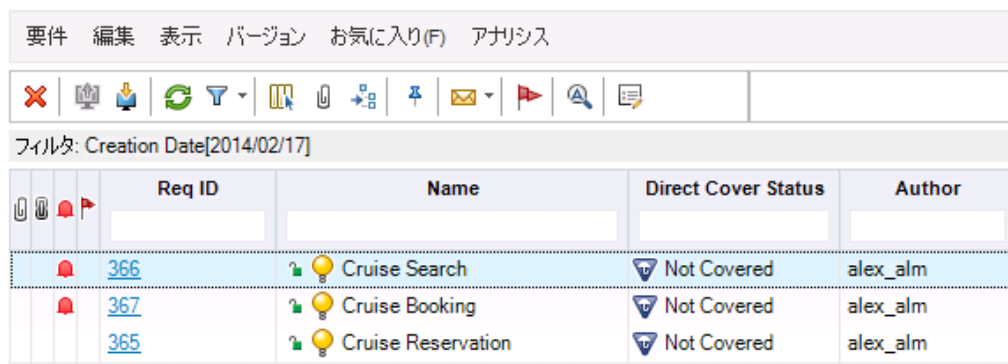 要件 編集 表示 バージョン お気に入り(F) アナリシス
フィルタ: Creation Date[2014/02/17]
Req ID Name Direct Cover Status Author
366 Cruise Search Not Covered alex_alm
367 Cruise Booking Not Covered alex_alm
365 Cruise Reservation Not Covered alex_alm